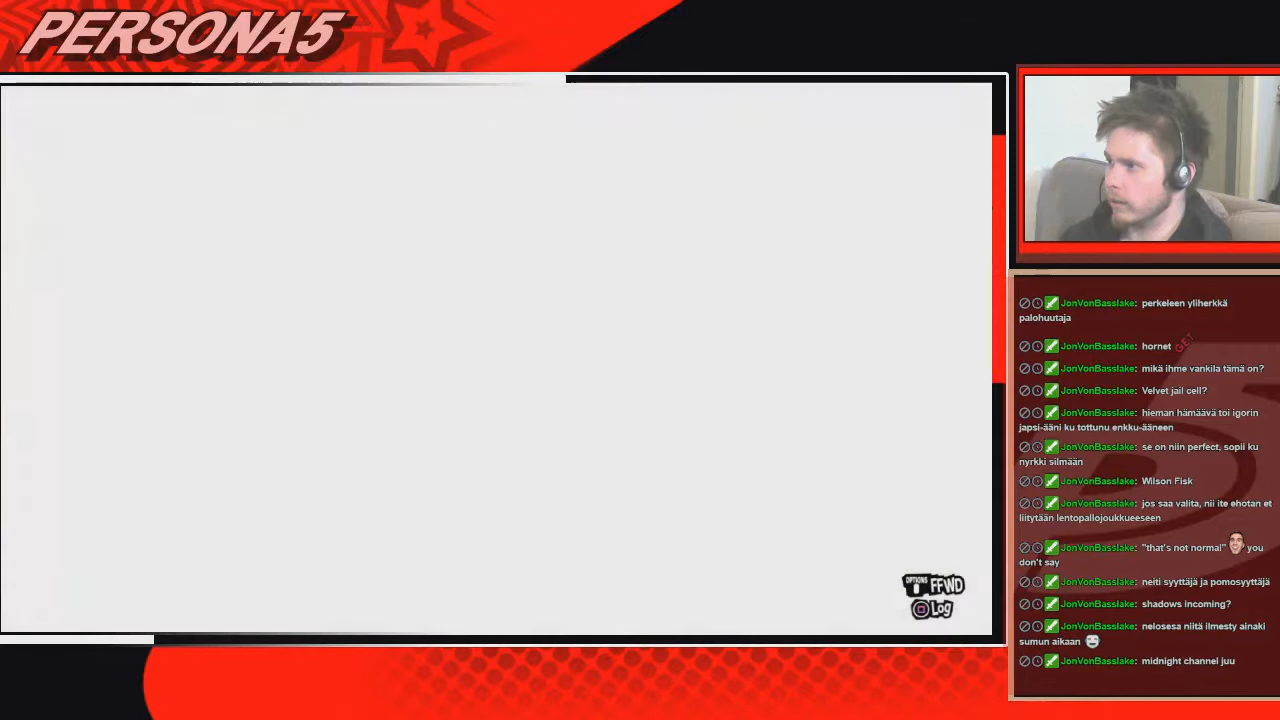 PERSONA5
OPTIONS FFWD
Log
JonVonBasslake: perkeleen yliherkkä
palohuutaja
JonVonBasslake: hornet GET
JonVonBasslake: mikä ihme vankila tämä on?
JonVonBasslake: Velvet jail cell?
JonVonBasslake: hieman hämäävä toi igorin
japsi-ääni ku tottunu enkku-ääneen
JonVonBasslake: se on niin perfect, sopii ku
nyrkki silmään
JonVonBasslake: Wilson Fisk
JonVonBasslake: jos saa valita, nii ite ehotan et
liitytään lentopallojoukkueeseen
JonVonBasslake: "that's not normal" you
don't say
JonVonBasslake: neiti syyttäjä ja pomosyyttäjä
JonVonBasslake: shadows incoming?
JonVonBasslake: nelosesa niitä ilmesty ainaki
sumun aikaan
JonVonBasslake: midnight channel juu